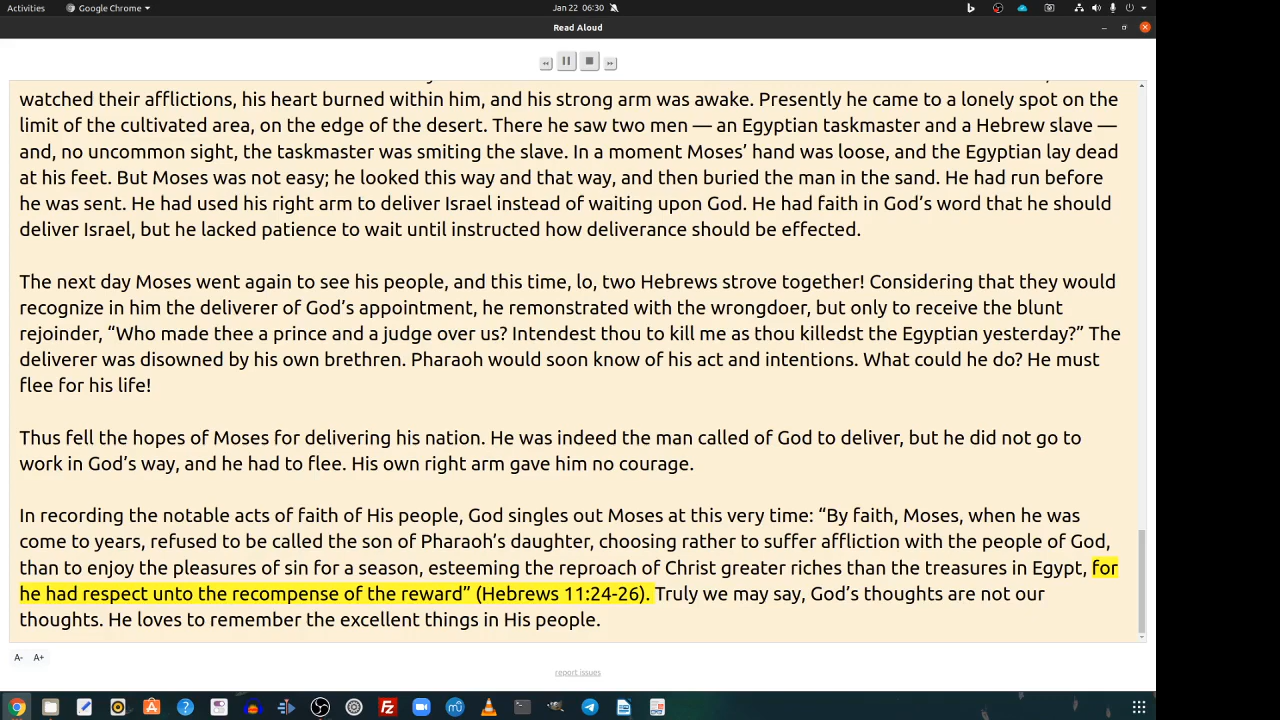 Activities
Google Chrome
Jan 22 06:30
Read Aloud
watched their afflictions, his heart burned within him, and his strong arm was awake. Presently he came to a lonely spot on the
limit of the cultivated area, on the edge of the desert. There he saw two men — an Egyptian taskmaster and a Hebrew slave —
and, no uncommon sight, the taskmaster was smiting the slave. In a moment Moses’ hand was loose, and the Egyptian lay dead
at his feet. But Moses was not easy; he looked this way and that way, and then buried the man in the sand. He had run before
he was sent. He had used his right arm to deliver Israel instead of waiting upon God. He had faith in God’s word that he should
deliver Israel, but he lacked patience to wait until instructed how deliverance should be effected.
The next day Moses went again to see his people, and this time, lo, two Hebrews strove together! Considering that they would
recognize in him the deliverer of God’s appointment, he remonstrated with the wrongdoer, but only to receive the blunt
rejoinder, “Who made thee a prince and a judge over us? Intendest thou to kill me as thou killedst the Egyptian yesterday?” The
deliverer was disowned by his own brethren. Pharaoh would soon know of his act and intentions. What could he do? He must
flee for his life!
Thus fell the hopes of Moses for delivering his nation. He was indeed the man called of God to deliver, but he did not go to
work in God’s way, and he had to flee. His own right arm gave him no courage.
In recording the notable acts of faith of His people, God singles out Moses at this very time: “By faith, Moses, when he was
come to years, refused to be called the son of Pharaoh’s daughter, choosing rather to suffer affliction with the people of God,
than to enjoy the pleasures of sin for a season, esteeming the reproach of Christ greater riches than the treasures in Egypt, for
he had respect unto the recompense of the reward” (Hebrews 11:24-26). Truly we may say, God’s thoughts are not our
thoughts. He loves to remember the excellent things in His people.
A- A+
report issues